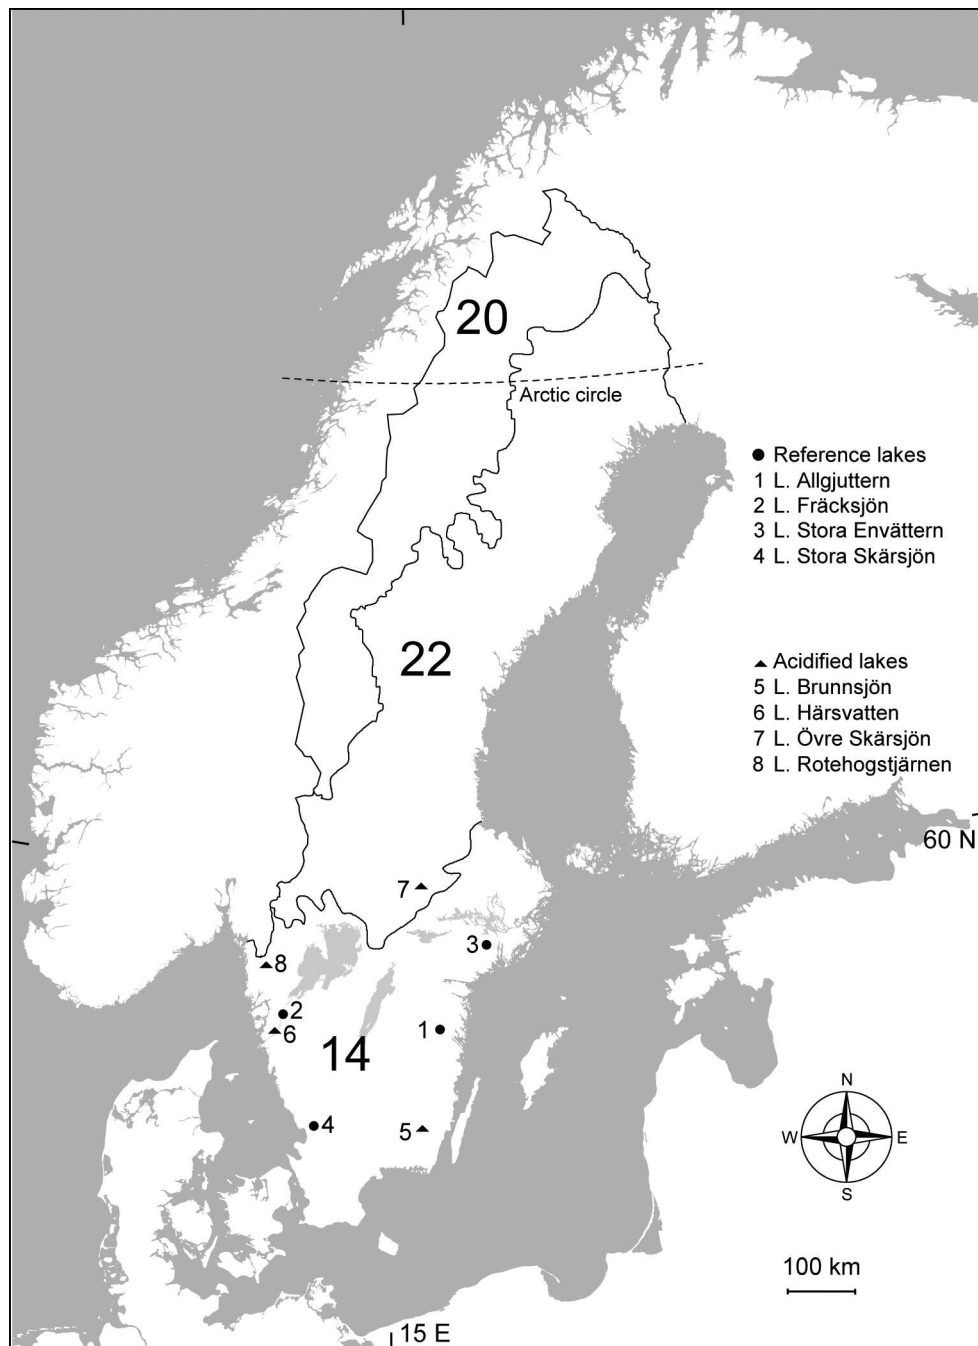 20
Arctic circle
● Reference lakes
1 L. Allgjuttern
2 L. Fräcksjön
3 L. Stora Envättern
4 L. Stora Skärsjön
22
▲ Acidified lakes
5 L. Brunnsjön
6 L. Härsvatten
7 L. Övre Skärsjön
8 L. Rotehogstjärnen
60 N
7
3
8
2
6
1
14
4
5
N
W
E
S
100 km
15 E